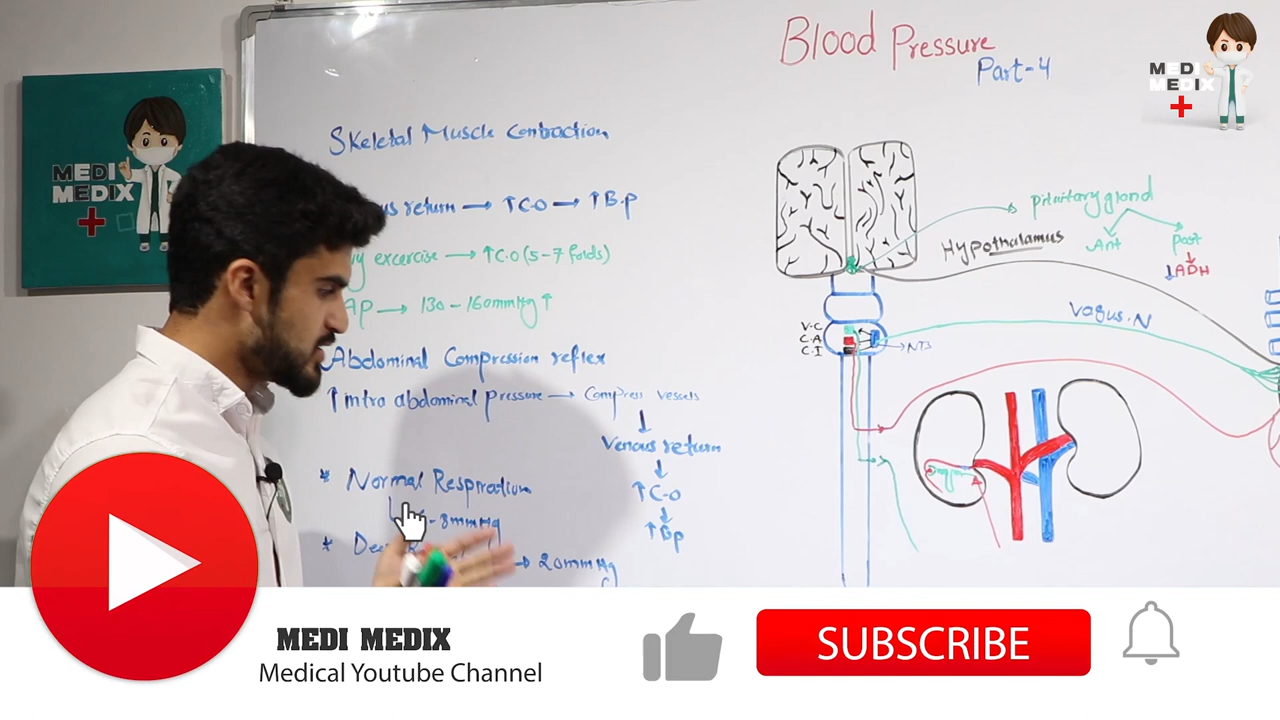 Blood Pressure
Part-4
MEDI
MEDIX
MEDI
MEDIX
Skeletal Muscle Contraction
return → ↑C.O → ↑B.p
excercise → ↑C.O (5-7 folds)
AP → 130 - 160mmHg ↑
Abdominal Compression reflex
↑ intra abdominal pressure → Compress vessels
↓
Venous return
↓
↑C-O
↓
↑Bp
* Normal Respiration
- 8mmHg
*
→ 20mmHg
pituitary gland
Ant
post
↓ADH
Hypothalamus
Vagus.N
V-C
C-A
C-I
NTS
MEDI MEDIX
Medical Youtube Channel
SUBSCRIBE